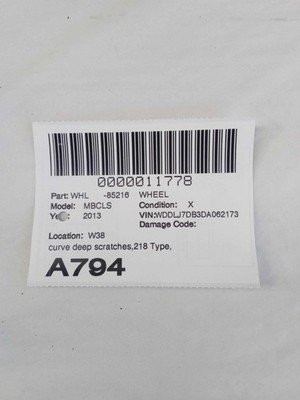 0000011778
Part: WHL -85216 WHEEL
Model: MBCLS Condition: X
Year: 2013 VIN:WDDLJ7DB3DA062173
Damage Code:
Location: W38
curve deep scratches,218 Type,
A794